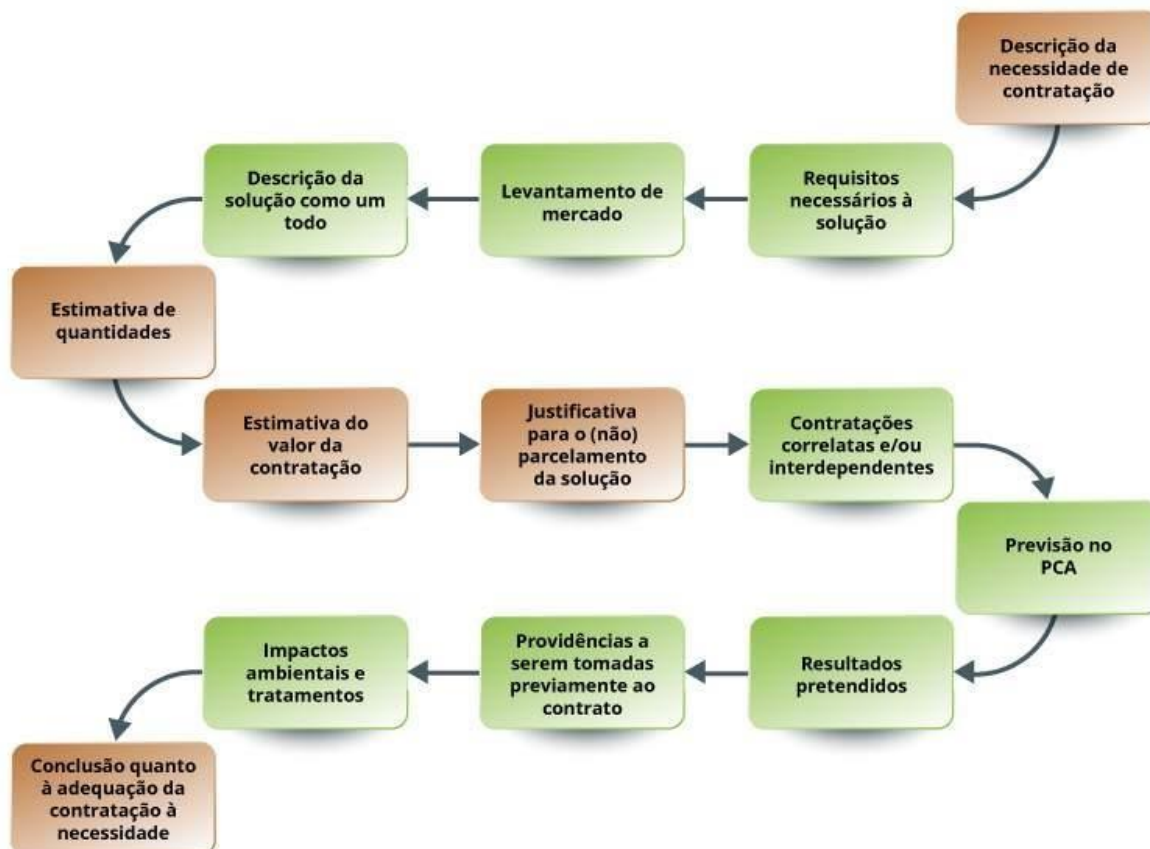 Descrição da
necessidade de
contratação
Requisitos
necessários à
solução
Levantamento de
mercado
Descrição da
solução como um
todo
Estimativa de
quantidades
Estimativa do
valor da
contratação
Justificativa
para o (não)
parcelamento
da solução
Contratações
correlatas e/ou
interdependentes
Previsão no
PCA
Resultados
pretendidos
Providências a
serem tomadas
previamente ao
contrato
Impactos
ambientais e
tratamentos
Conclusão quanto
à adequação da
contratação à
necessidade